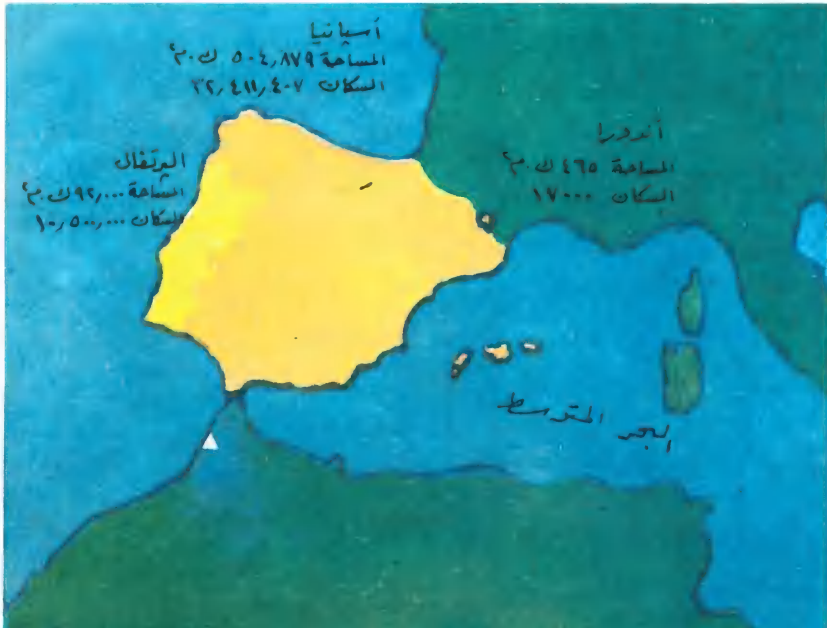 أسبانيا
المساحة ٥٠٤,٨٧٩ ك.م٢
السكان ٣٢,٤١١,٤٠٧
أندورا
المساحة ٤٦٥ ك.م٢
السكان ١٧٠٠٠
البرتغال
المساحة ٩٢,٠٠٠ ك.م٢
السكان ١٠,٥٠٠,٠٠٠
البحر المتوسط